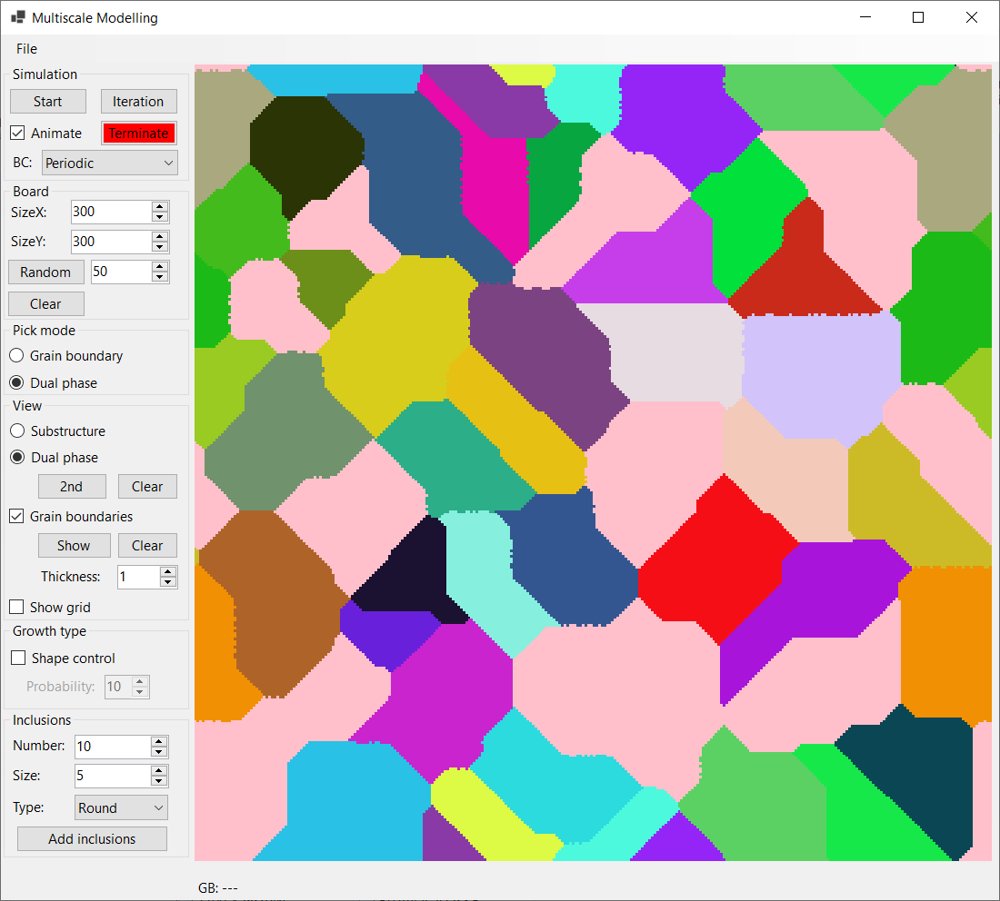 Multiscale Modelling
File
Simulation
Start Iteration
Animate Terminate
BC: Periodic
Board
SizeX: 300
SizeY: 300
Random 50
Clear
Pick mode
Grain boundary
Dual phase
View
Substructure
Dual phase
2nd Clear
Grain boundaries
Show Clear
Thickness: 1
Show grid
Growth type
Shape control
Probability: 10
Inclusions
Number: 10
Size: 5
Type: Round
Add inclusions
GB: ---